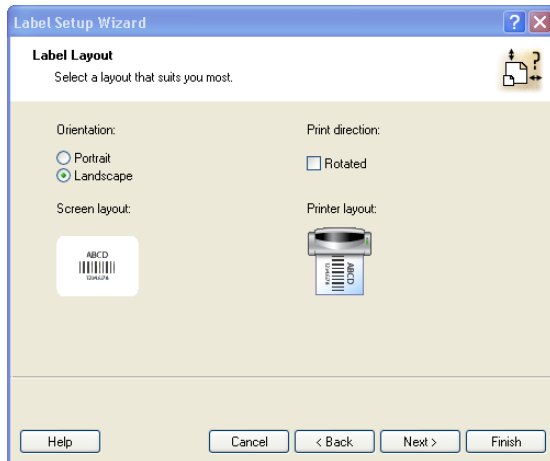 Label Setup Wizard
Label Layout
Select a layout that suits you most.
Orientation:
Portrait
Landscape
Print direction:
Rotated
Screen layout:
ABCD
Printer layout:
ABCD
Help
Cancel
< Back
Next >
Finish